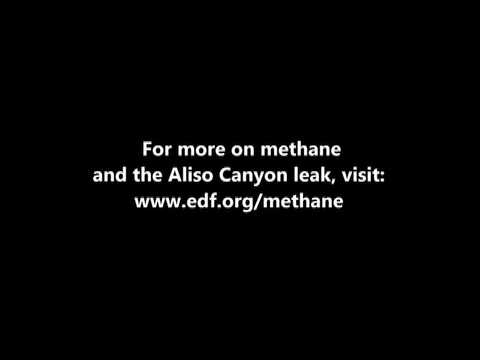 For more on methane
and the Aliso Canyon leak, visit:
www.edf.org/methane